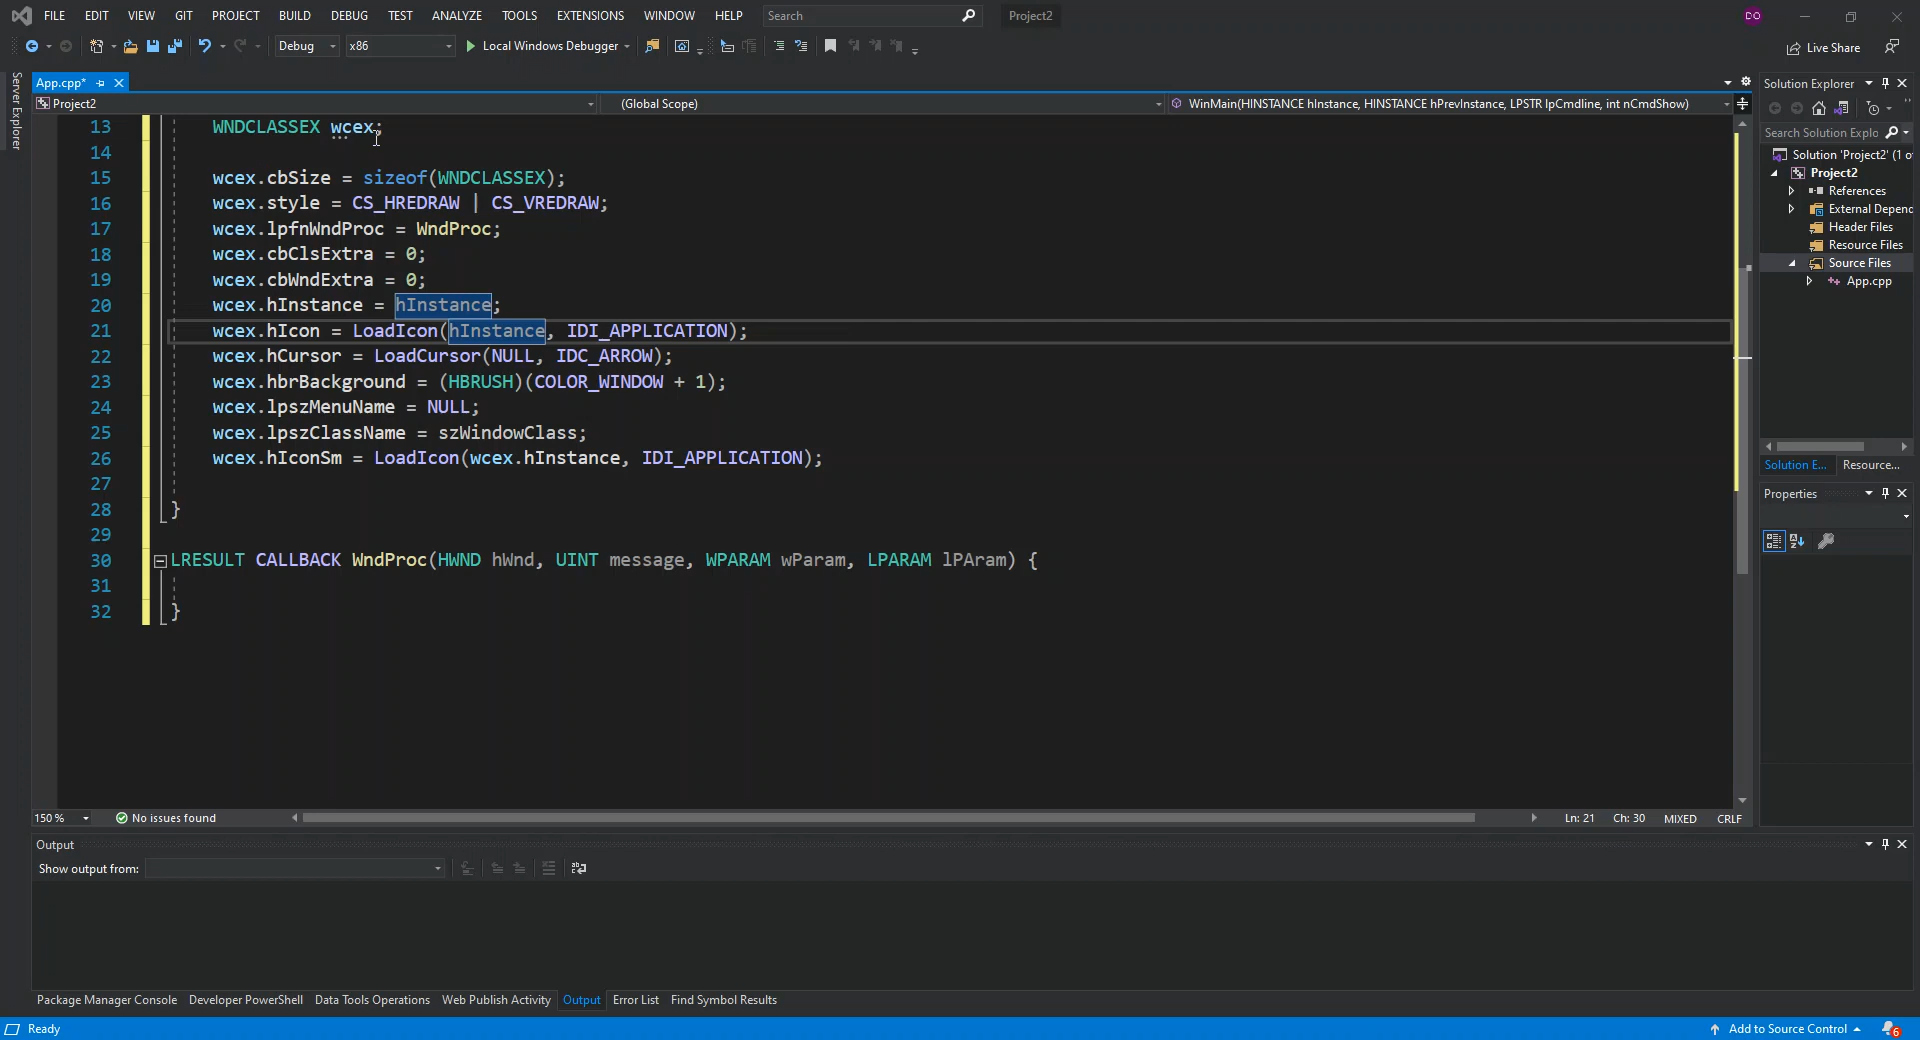 FILE EDIT VIEW GIT PROJECT BUILD DEBUG TEST ANALYZE TOOLS EXTENSIONS WINDOW HELP Search Project2 DO
Debug x86 Local Windows Debugger Live Share
Server Explorer
App.cpp*
Project2 (Global Scope) WinMain(HINSTANCE hInstance, HINSTANCE hPrevInstance, LPSTR lpCmdline, int nCmdShow)
13 WNDCLASSEX wcex;
14
15 wcex.cbSize = sizeof(WNDCLASSEX);
16 wcex.style = CS_HREDRAW | CS_VREDRAW;
17 wcex.lpfnWndProc = WndProc;
18 wcex.cbClsExtra = 0;
19 wcex.cbWndExtra = 0;
20 wcex.hInstance = hInstance;
21 wcex.hIcon = LoadIcon(hInstance, IDI_APPLICATION);
22 wcex.hCursor = LoadCursor(NULL, IDC_ARROW);
23 wcex.hbrBackground = (HBRUSH)(COLOR_WINDOW + 1);
24 wcex.lpszMenuName = NULL;
25 wcex.lpszClassName = szWindowClass;
26 wcex.hIconSm = LoadIcon(wcex.hInstance, IDI_APPLICATION);
27
28 }
29
30 LRESULT CALLBACK WndProc(HWND hWnd, UINT message, WPARAM wParam, LPARAM lPAram) {
31
32 }
150 % No issues found Ln: 21 Ch: 30 MIXED CRLF
Solution Explorer
Search Solution Explo
Solution 'Project2' (1 o
Project2
References
External Depend
Header Files
Resource Files
Source Files
App.cpp
Solution E... Resource...
Properties
Output
Show output from:
Package Manager Console Developer PowerShell Data Tools Operations Web Publish Activity Output Error List Find Symbol Results
Ready Add to Source Control 6